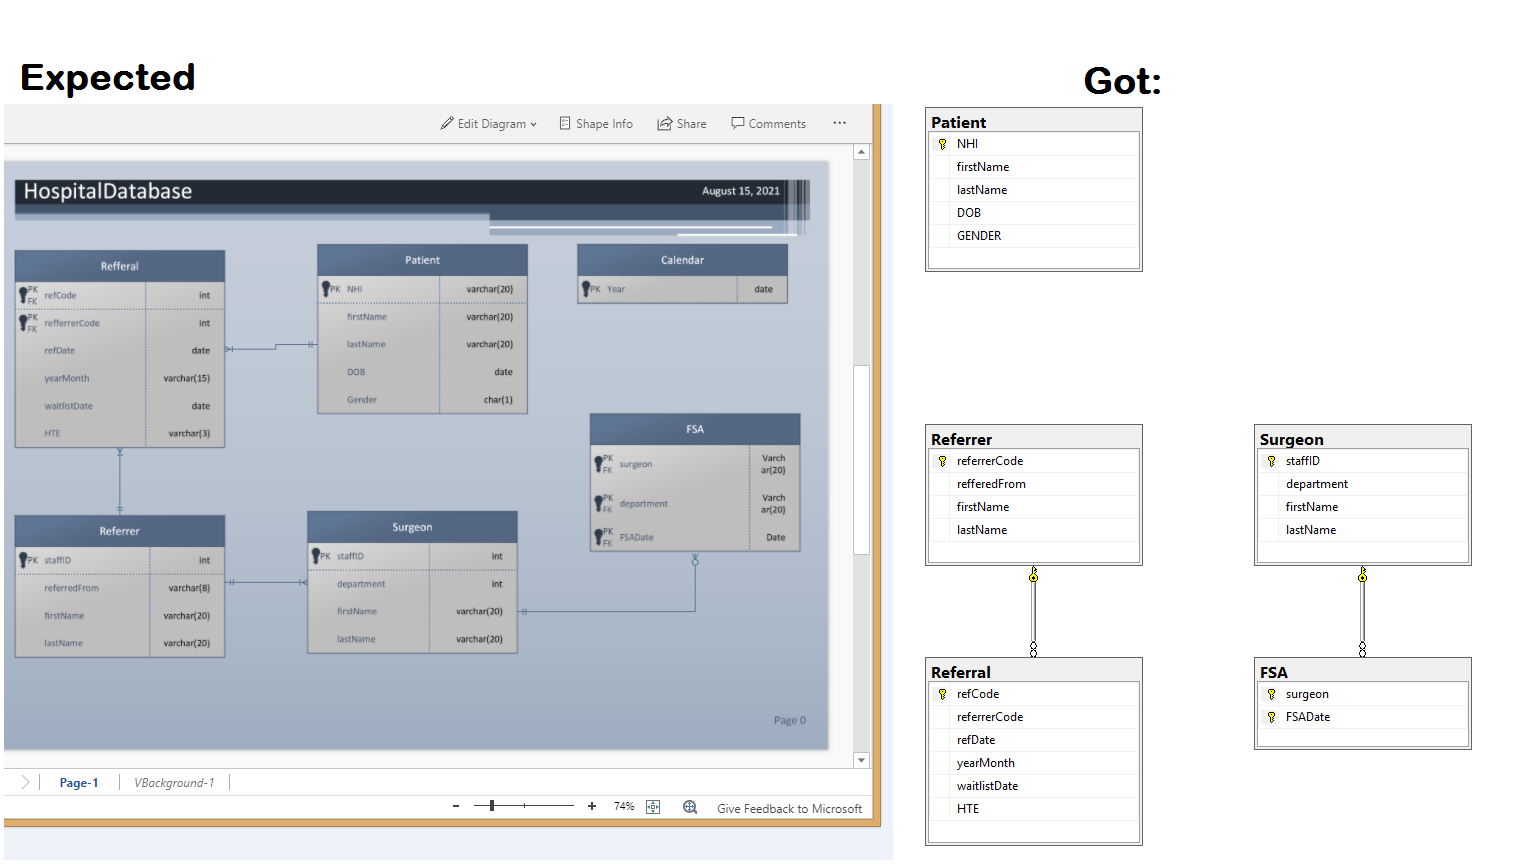 Expected
Got:
Edit Diagram
Shape Info
Share
Comments
...
HospitalDatabase
August 15, 2021
Refferal
PK
FK
refCode
int
PK
FK
refferrerCode
int
refDate
date
yearMonth
varchar(15)
waitlistDate
date
HTE
varchar(3)
Patient
PK NHI
varchar(20)
firstName
varchar(20)
lastName
varchar(20)
DOB
date
Gender
char(1)
Calendar
PK Year
date
FSA
PK
FK
surgeon
Varch
ar(20)
PK
FK
department
Varch
ar(20)
PK
FK
FSADate
Date
Referrer
PK staffID
int
referredFrom
varchar(8)
firstName
varchar(20)
lastName
varchar(20)
Surgeon
PK staffID
int
department
int
firstName
varchar(20)
lastName
varchar(20)
Page 0
Page-1
VBackground-1
- + 74%
Give Feedback to Microsoft
Patient
NHI
firstName
lastName
DOB
GENDER
Referrer
referrerCode
refferedFrom
firstName
lastName
Surgeon
staffID
department
firstName
lastName
Referral
refCode
referrerCode
refDate
yearMonth
waitlistDate
HTE
FSA
surgeon
FSADate